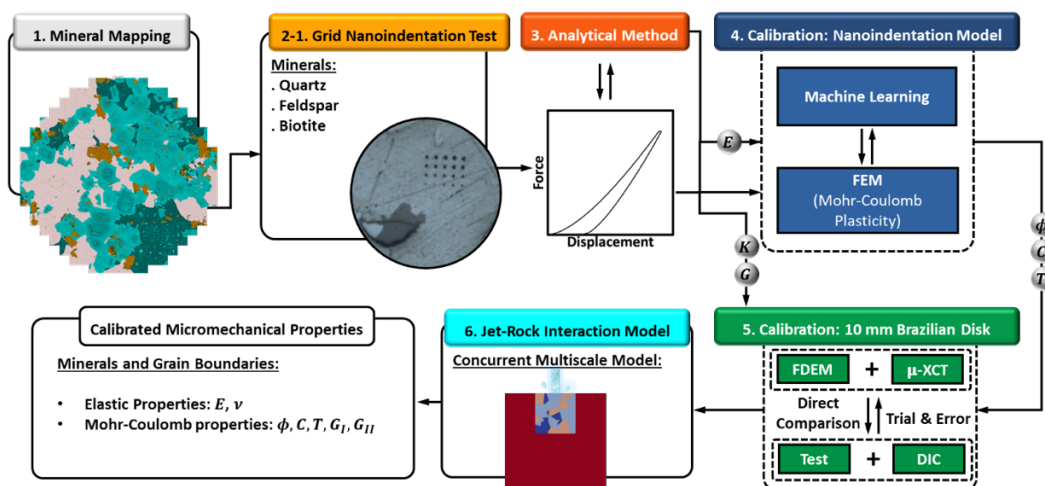 1. Mineral Mapping
2-1. Grid Nanoindentation Test
Minerals:
. Quartz
. Feldspar
. Biotite
3. Analytical Method
Force
Displacement
E
K
G
4. Calibration: Nanoindentation Model
Machine Learning
FEM
(Mohr-Coulomb
Plasticity)
ϕ
C
T
5. Calibration: 10 mm Brazilian Disk
FDEM + μ-XCT
Direct
Comparison
Trial & Error
Test + DIC
6. Jet-Rock Interaction Model
Concurrent Multiscale Model:
Calibrated Micromechanical Properties
Minerals and Grain Boundaries:
• Elastic Properties: E, ν
• Mohr-Coulomb properties: ϕ, C, T, G_I, G_II